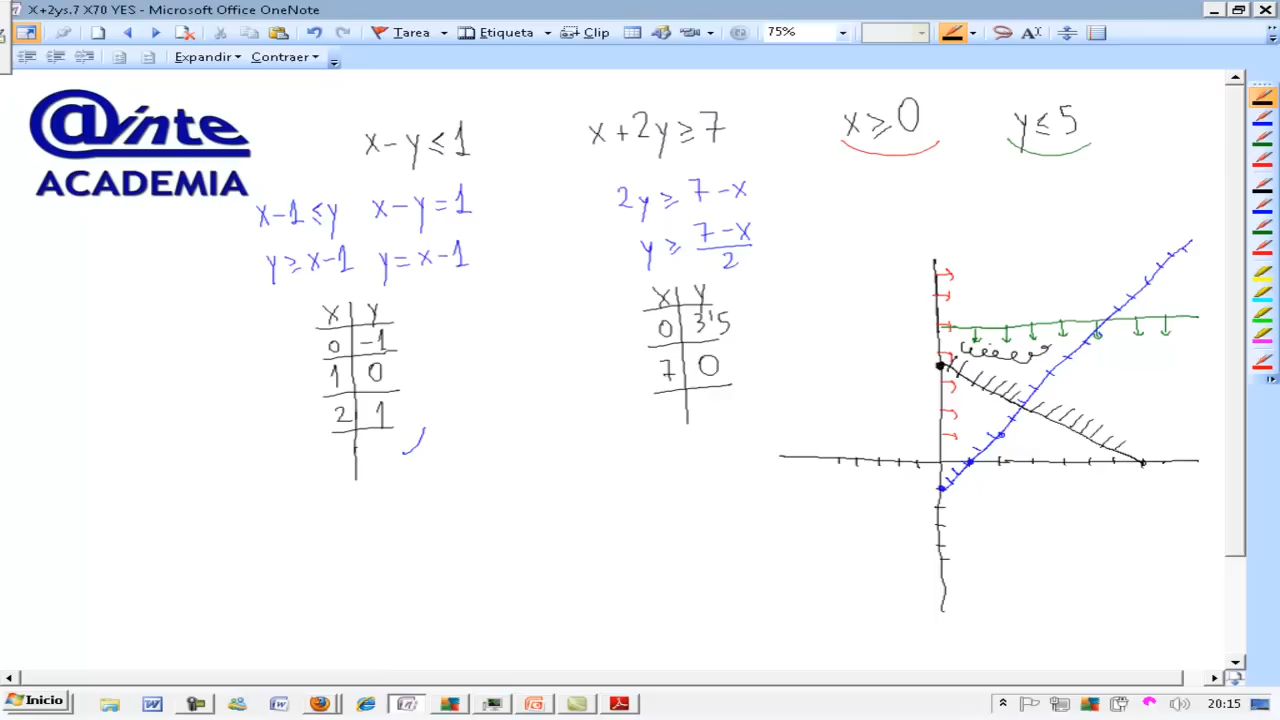 X+2ys.7 X70 YES - Microsoft Office OneNote
Tarea
Etiqueta
Clip
75%
Expandir
Contraer
@inte
ACADEMIA
x-y≤1
x+2y≥7
x≥0
y≤5
x-1≤y
x-y=1
y≥x-1
y=x-1
2y≥7-x
y≥
7-x
2
X Y
0 -1
1 0
2 1
X Y
0 3'5
7 0
Inicio
20:15